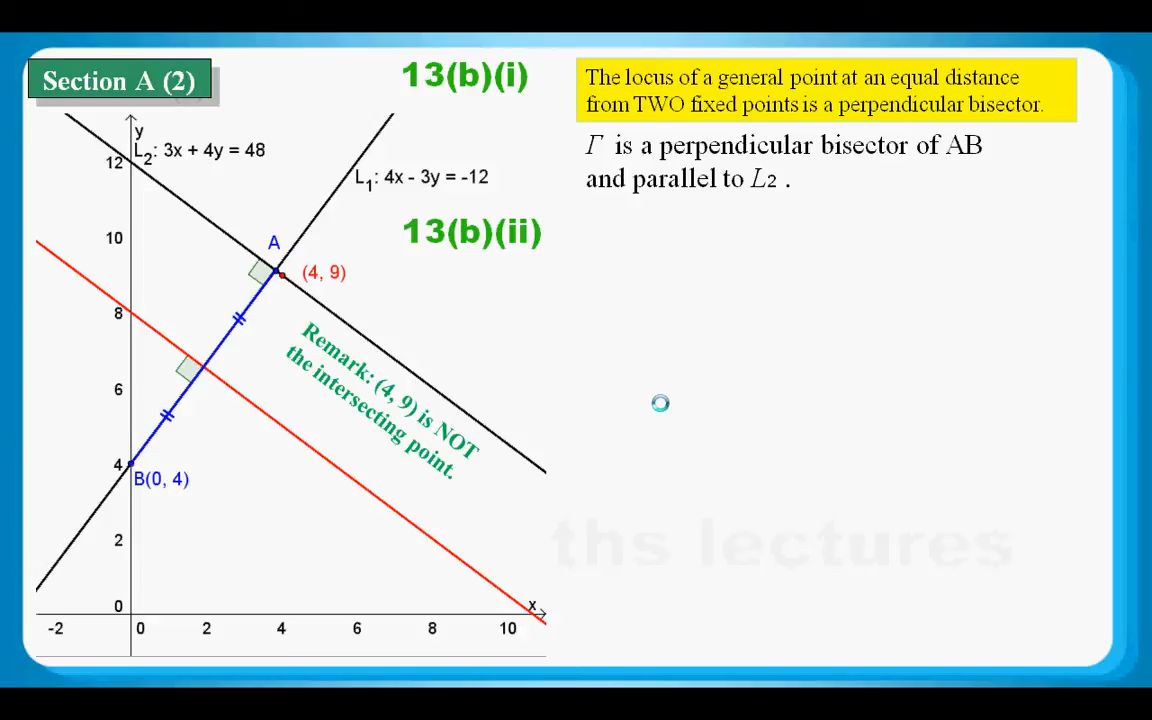 Section A (2)
13(b)(i)
The locus of a general point at an equal distance
from TWO fixed points is a perpendicular bisector.
Γ is a perpendicular bisector of AB
and parallel to L2 .
y
L2: 3x + 4y = 48
12
L1: 4x - 3y = -12
13(b)(ii)
10
A
(4, 9)
8
Remark: (4, 9) is NOT
the intersecting point.
6
4
B(0, 4)
2
0
x
-2 0 2 4 6 8 10
ths lectures